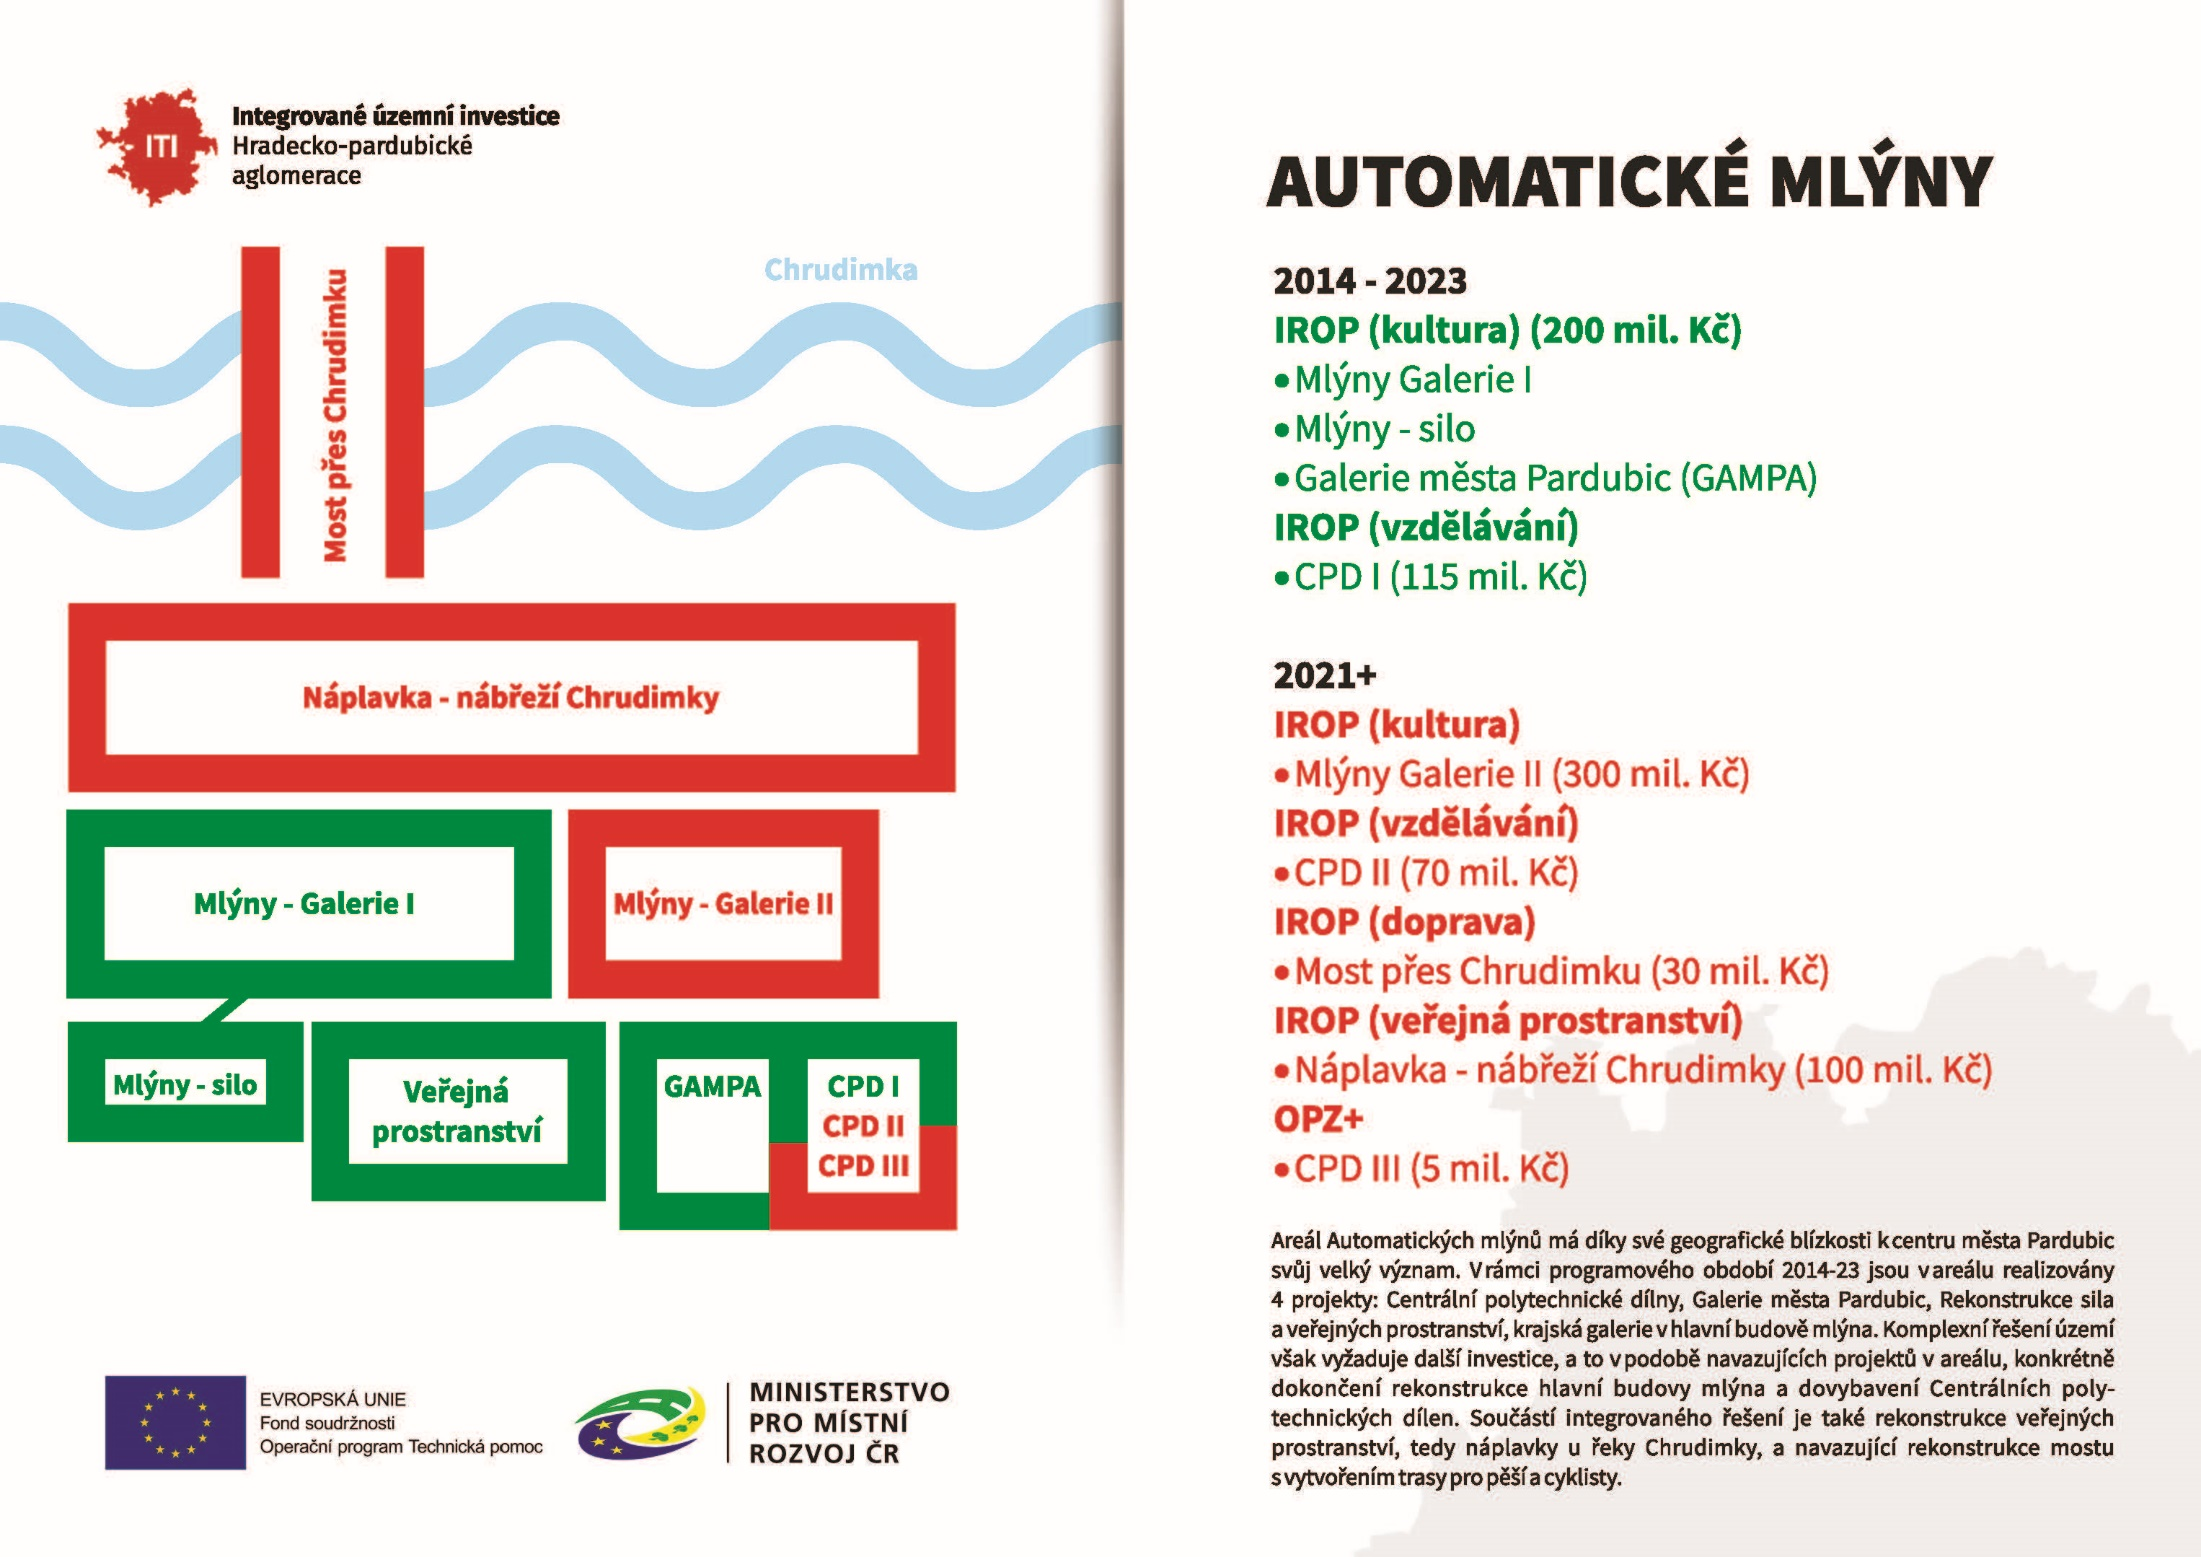 ITI
Integrované územní investice
Hradecko-pardubické
aglomerace
Chrudimka
Most přes Chrudimku
Náplavka - nábřeží Chrudimky
Mlýny - Galerie I
Mlýny - Galerie II
Mlýny - silo
Veřejná
prostranství
GAMPA
CPD I
CPD II
CPD III
EVROPSKÁ UNIE
Fond soudržnosti
Operační program Technická pomoc
MINISTERSTVO
PRO MÍSTNÍ
ROZVOJ ČR
AUTOMATICKÉ MLÝNY
2014 - 2023
IROP (kultura) (200 mil. Kč)
• Mlýny Galerie I
• Mlýny - silo
• Galerie města Pardubic (GAMPA)
IROP (vzdělávání)
• CPD I (115 mil. Kč)
2021+
IROP (kultura)
• Mlýny Galerie II (300 mil. Kč)
IROP (vzdělávání)
• CPD II (70 mil. Kč)
IROP (doprava)
• Most přes Chrudimku (30 mil. Kč)
IROP (veřejná prostranství)
• Náplavka - nábřeží Chrudimky (100 mil. Kč)
OPZ+
• CPD III (5 mil. Kč)
Areál Automatických mlýnů má díky své geografické blízkosti k centru města Pardubic
svůj velký význam. V rámci programového období 2014-23 jsou v areálu realizovány
4 projekty: Centrální polytechnické dílny, Galerie města Pardubic, Rekonstrukce sila
a veřejných prostranství, krajská galerie v hlavní budově mlýna. Komplexní řešení území
však vyžaduje další investice, a to v podobě navazujících projektů v areálu, konkrétně
dokončení rekonstrukce hlavní budovy mlýna a dovybavení Centrálních poly-
technických dílen. Součástí integrovaného řešení je také rekonstrukce veřejných
prostranství, tedy náplavky u řeky Chrudimky, a navazující rekonstrukce mostu
s vytvořením trasy pro pěší a cyklisty.